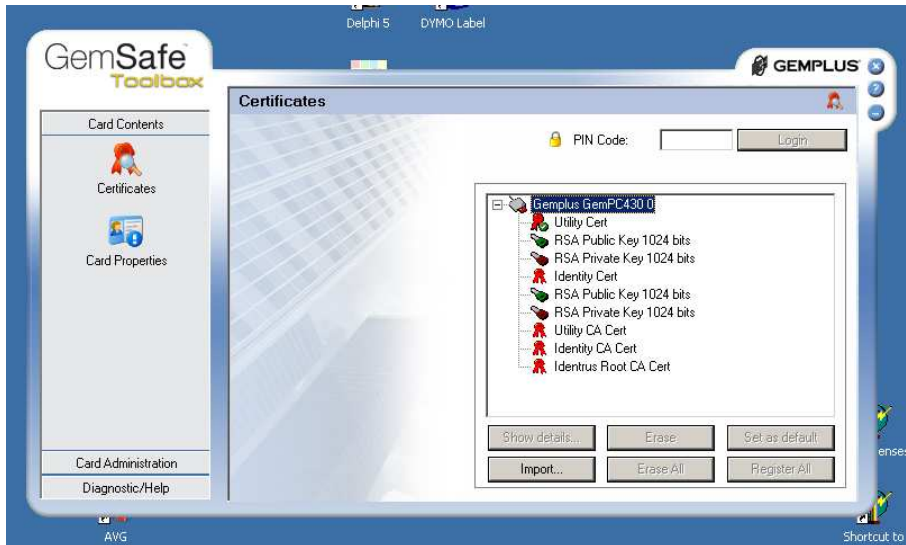 Delphi 5
DYMO Label
GemSafe
Toolbox
GEMPLUS
Certificates
Card Contents
Certificates
Card Properties
Card Administration
Diagnostic/Help
PIN Code:
Login
Gemplus GemPC430 0
Utility Cert
RSA Public Key 1024 bits
RSA Private Key 1024 bits
Identity Cert
RSA Public Key 1024 bits
RSA Private Key 1024 bits
Utility CA Cert
Identity CA Cert
Identrus Root CA Cert
Show details...
Erase
Set as default
Import...
Erase All
Register All
AVG
Shortcut to